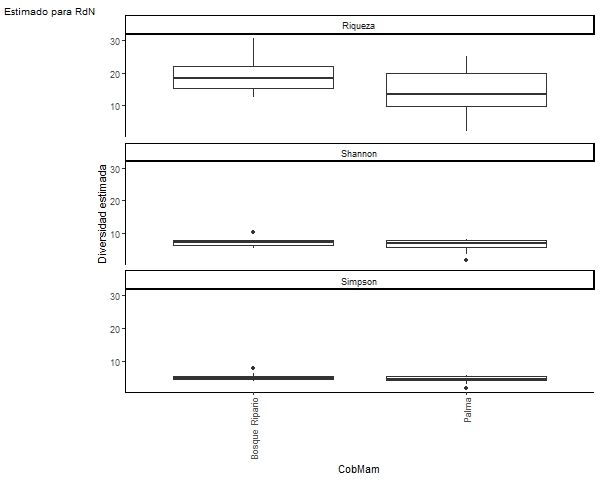 Estimado para RdN
Riqueza
30
20
10
Shannon
30
20
10
Simpson
30
20
10
Diversidad estimada
Bosque Ripario
Palma
CobMam